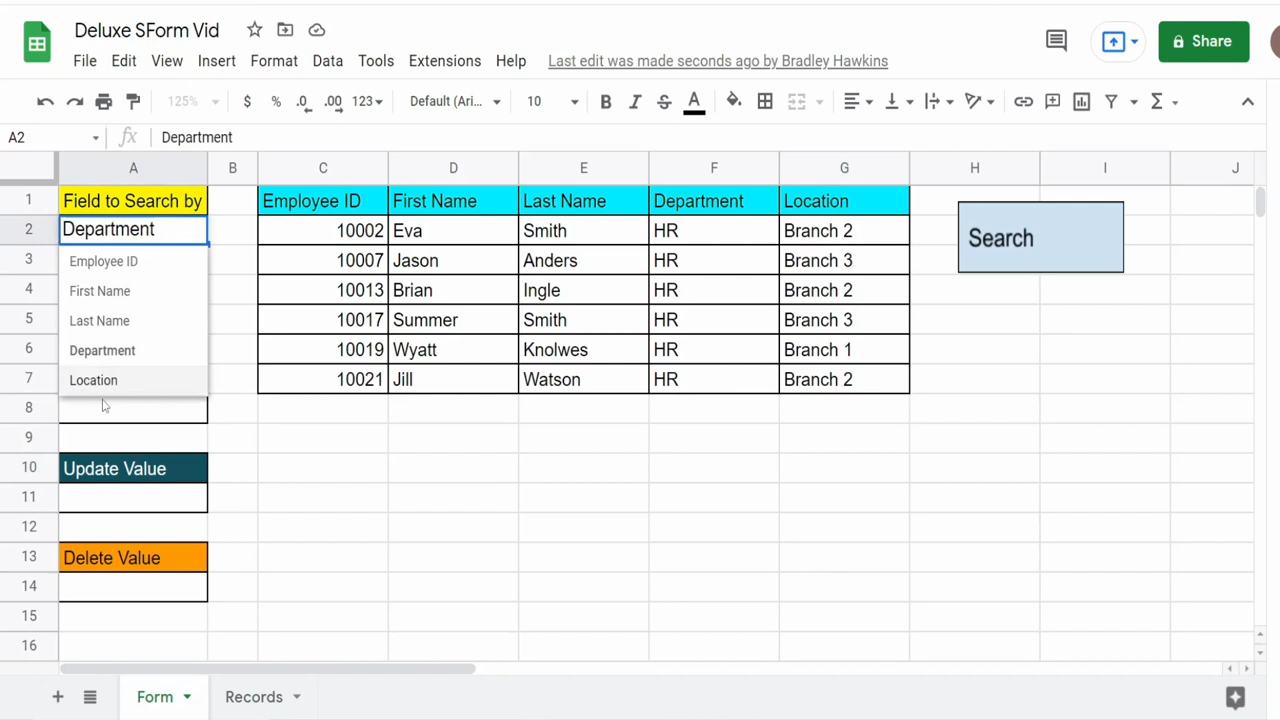 Deluxe SForm Vid
File Edit View Insert Format Data Tools Extensions Help Last edit was made seconds ago by Bradley Hawkins
Share
125% $ % .0 .00 123 Default (Ari... 10 B I S A Σ
A2 fx Department
A B C D E F G H I J
1 Field to Search by Employee ID First Name Last Name Department Location
2 Department 10002 Eva Smith HR Branch 2
Search
3 Employee ID 10007 Jason Anders HR Branch 3
4 First Name 10013 Brian Ingle HR Branch 2
5 Last Name 10017 Summer Smith HR Branch 3
6 Department 10019 Wyatt Knolwes HR Branch 1
7 Location 10021 Jill Watson HR Branch 2
8
9
10 Update Value
11
12
13 Delete Value
14
15
16
+ Form Records